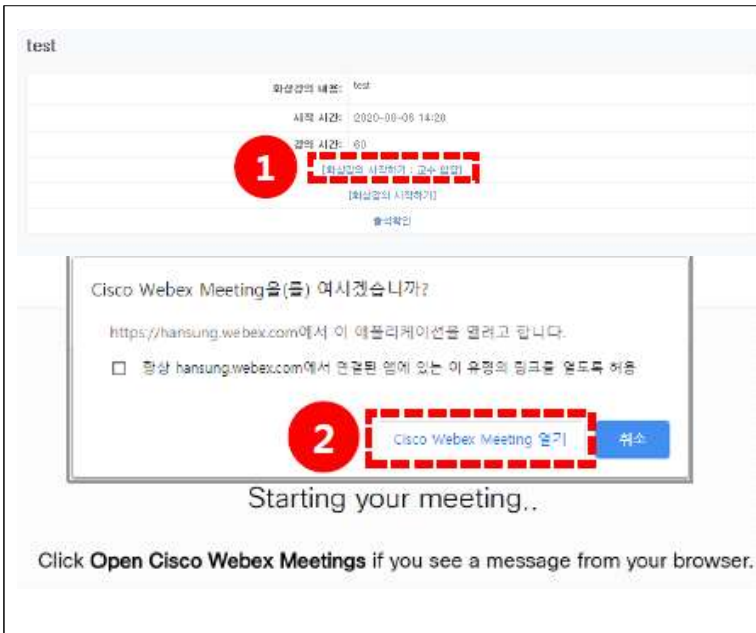 test
화상강의 내용: test
시작 시간: 2020-08-06 14:20
강의 시간: 60
1
[화상강의 시작하기 : 교수 입장]
[화상강의 시작하기]
출석확인
Cisco Webex Meeting을(를) 여시겠습니까?
https://hansung.webex.com에서 이 애플리케이션을 열려고 합니다.
항상 hansung.webex.com에서 연결된 앱에 있는 이 유형의 링크를 열도록 허용
2
Cisco Webex Meeting 열기
취소
Starting your meeting..
Click Open Cisco Webex Meetings if you see a message from your browser.